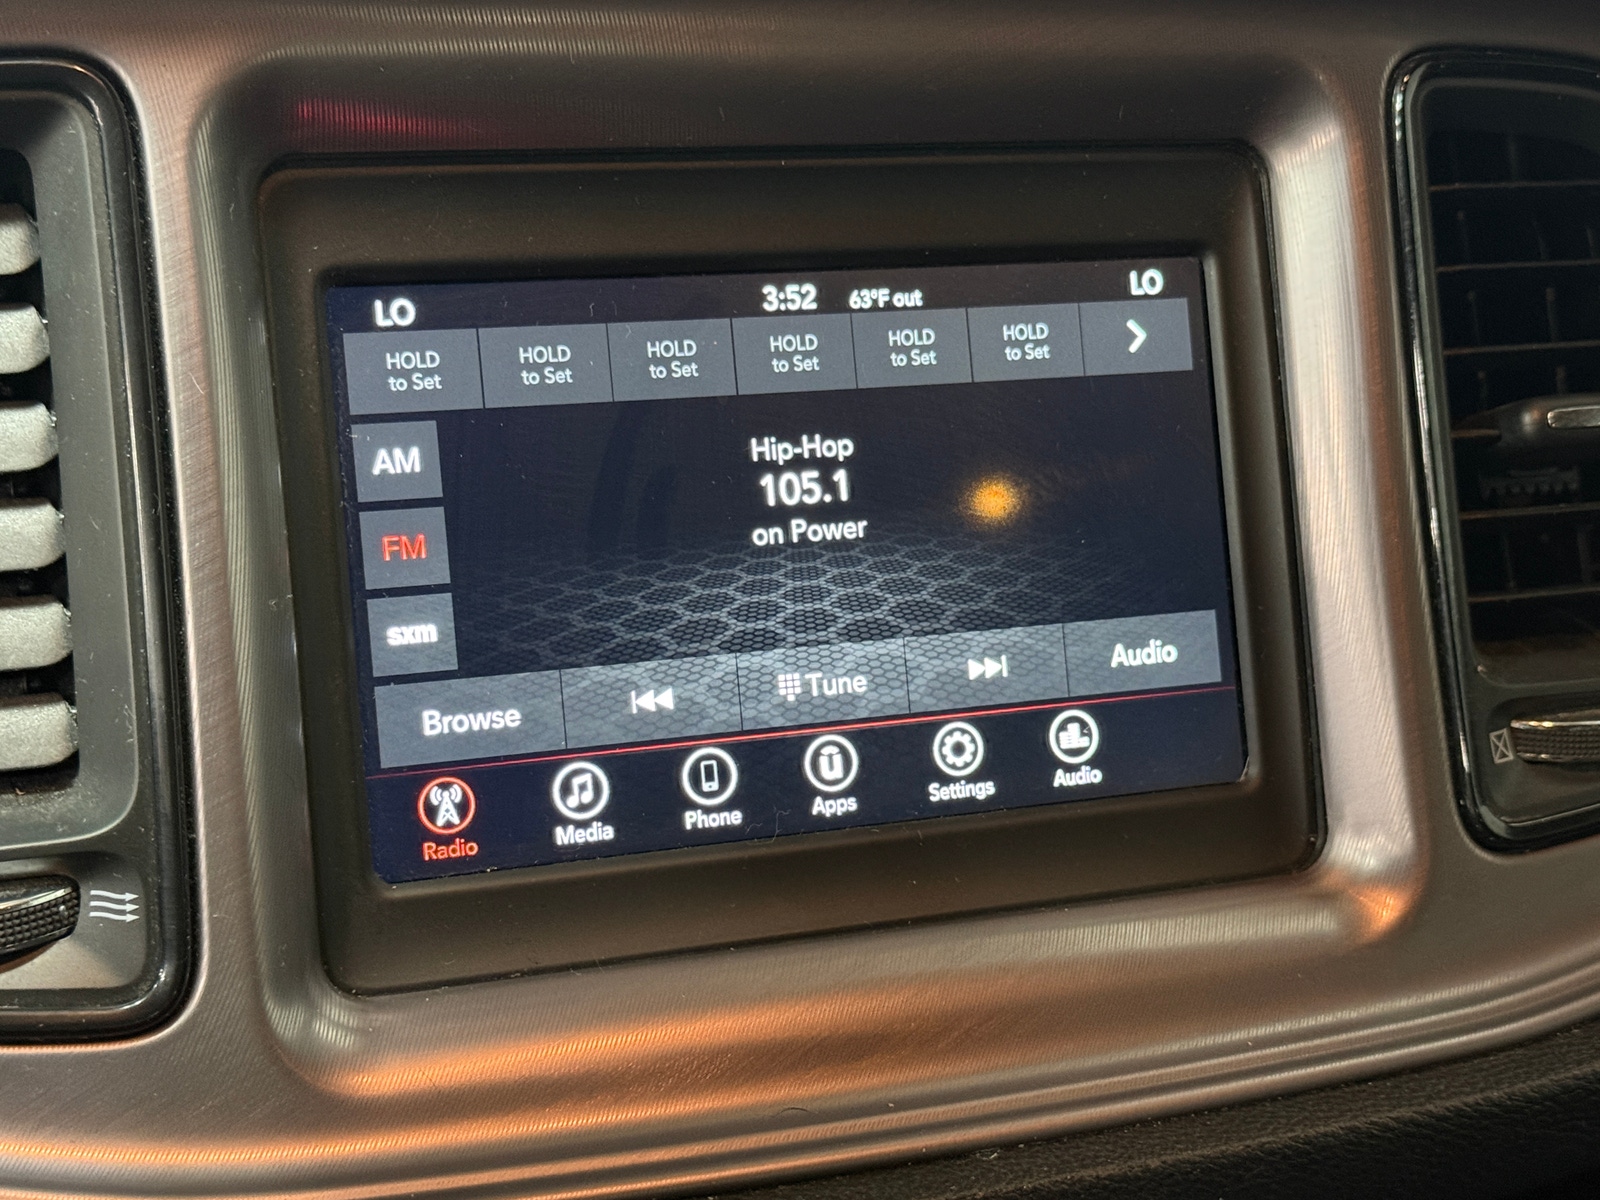 LO 3:52 63°F out LO
HOLD to Set
HOLD to Set
HOLD to Set
HOLD to Set
HOLD to Set
HOLD to Set
AM
FM
sxm
Hip-Hop
105.1
on Power
Browse Tune Audio
Radio Media Phone Apps Settings Audio